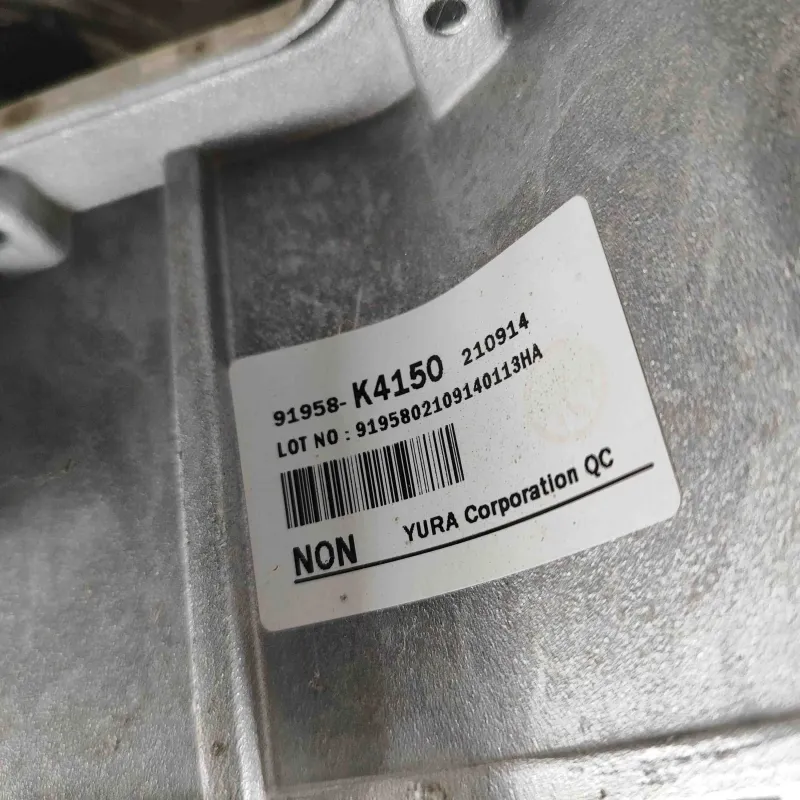 91958-K4150 210914
LOT NO : 9195802109140113HA
NON YURA Corporation QC